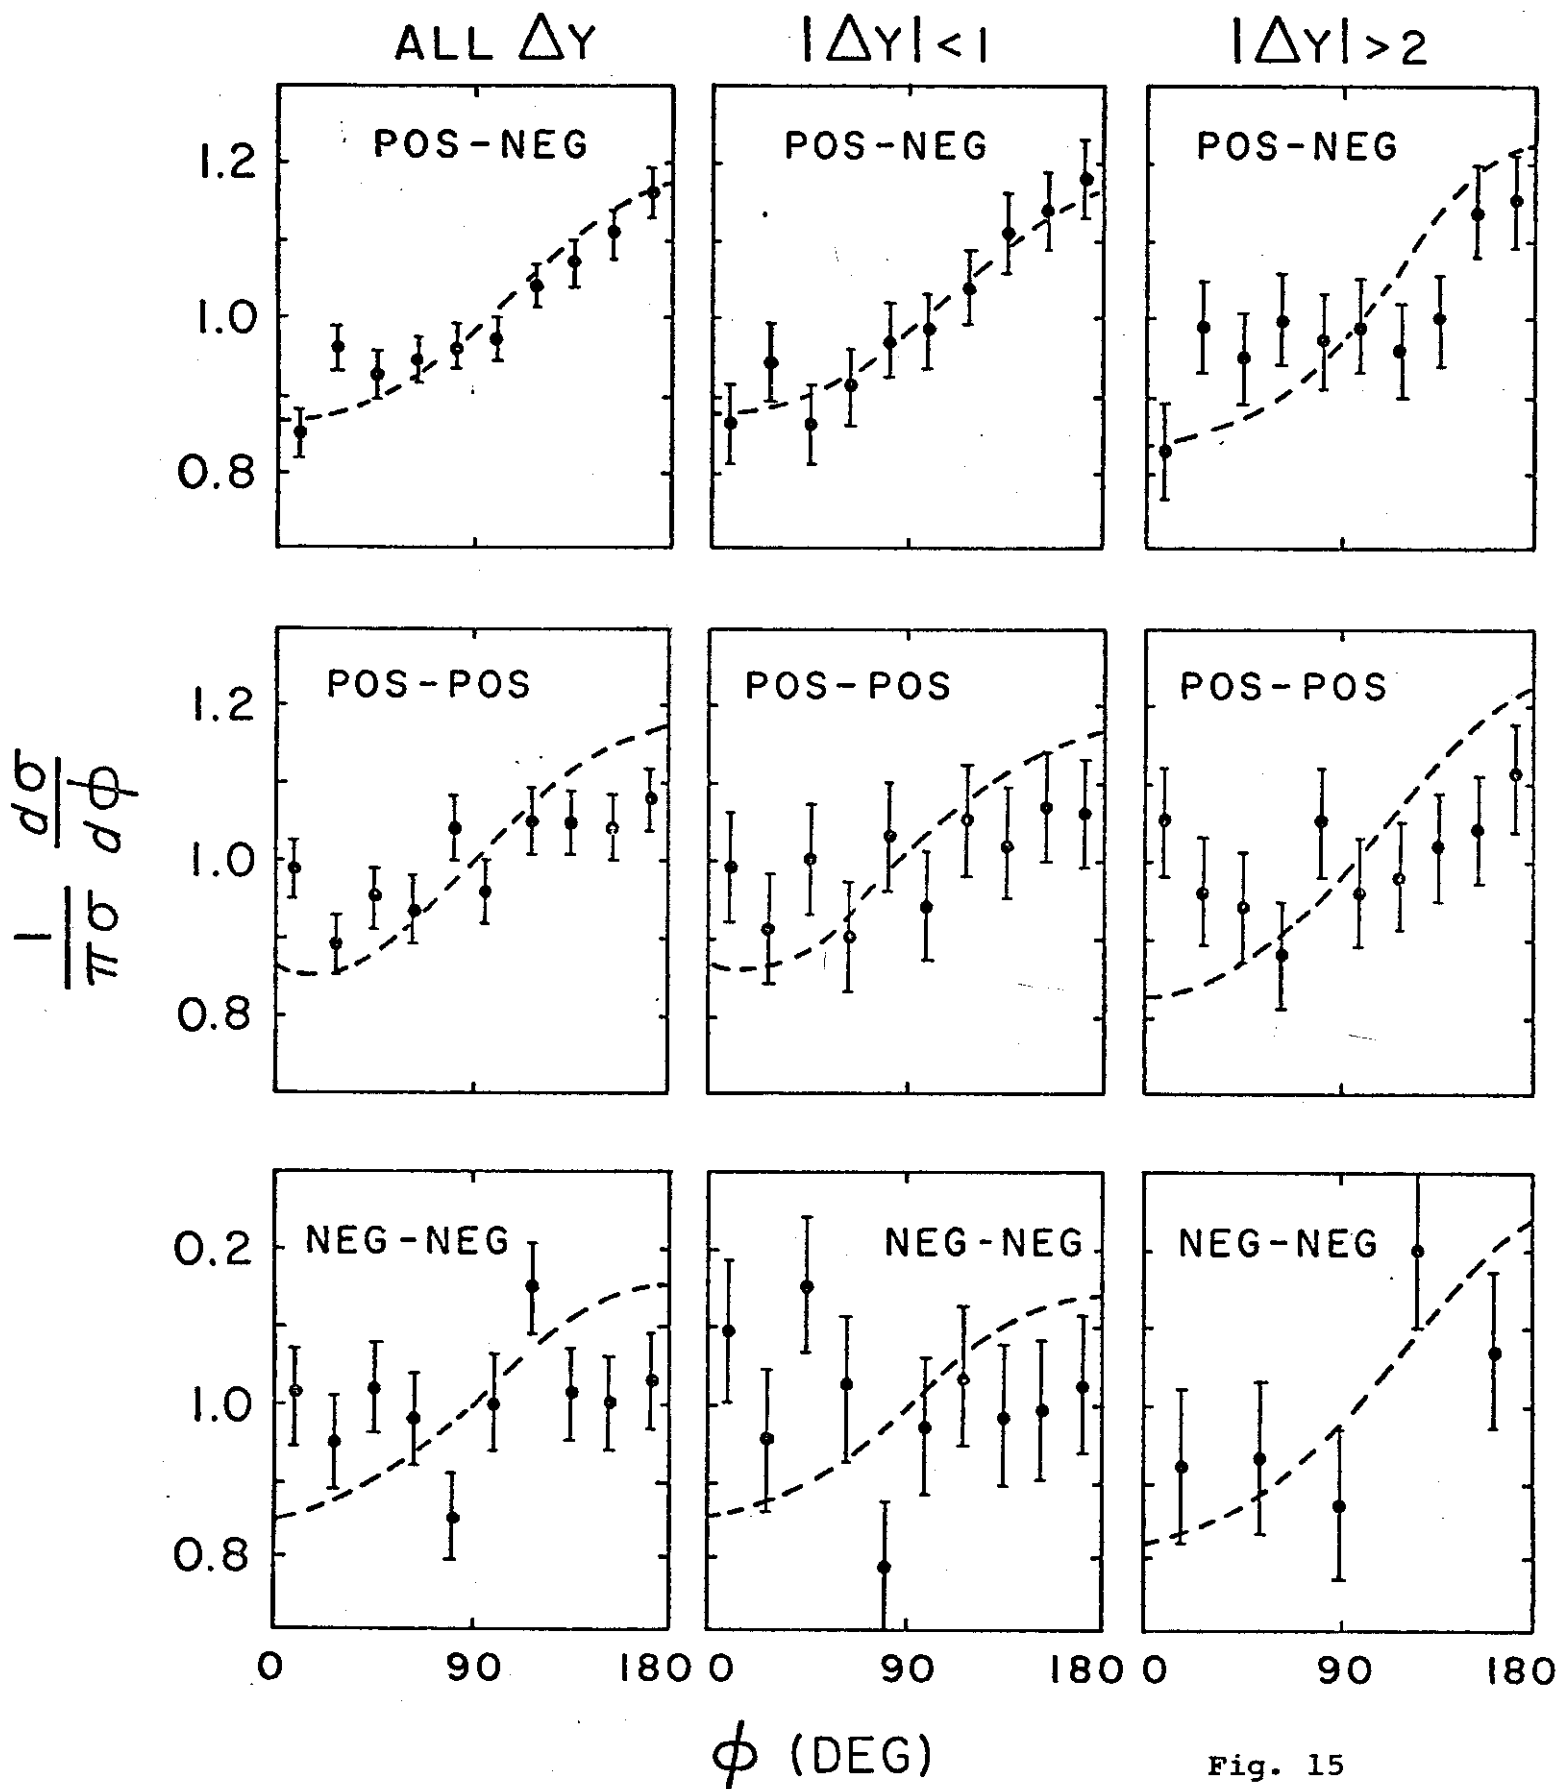 ALL ΔY
|ΔY| < 1
|ΔY| > 2
POS-NEG
POS-NEG
POS-NEG
1.2
1.0
0.8
POS-POS
POS-POS
POS-POS
1.2
1.0
0.8
1/πσ dσ/dϕ
NEG-NEG
NEG-NEG
NEG-NEG
0.2
1.0
0.8
0 90 180 0 90 180 0 90 180
ϕ (DEG)
Fig. 15